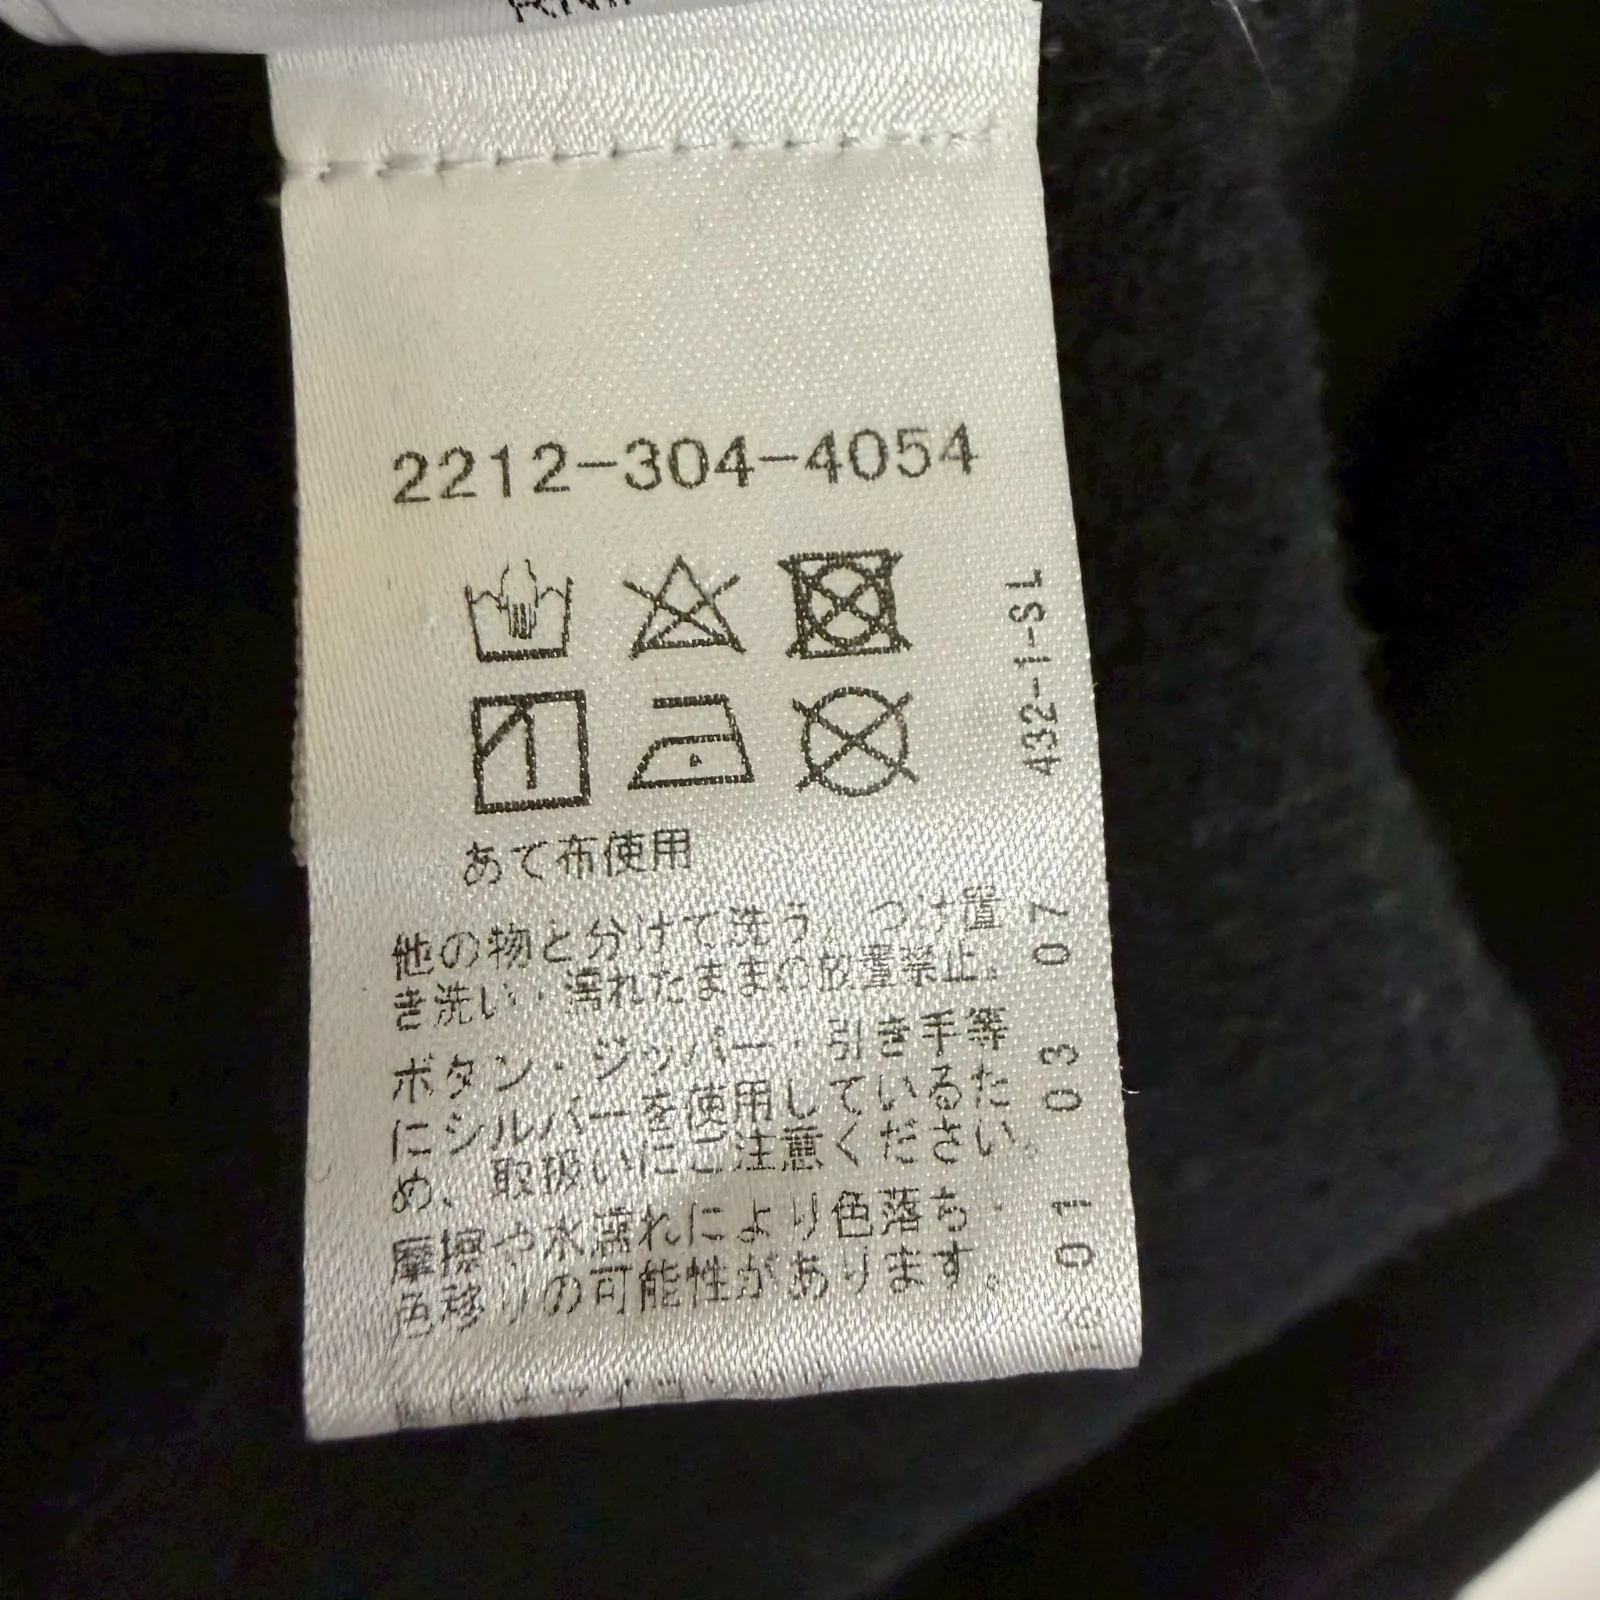 2212-304-4054
あて布使用
他の物と分けて洗う。つけ置
き洗い・濡れたままの放置禁止。
ボタン・ジッパー・引き手等
にシルバーを使用しているた
め、取扱いにご注意ください。
摩擦や水濡れにより色落ち・
色移りの可能性があります。
432-1-SL
07
03
01